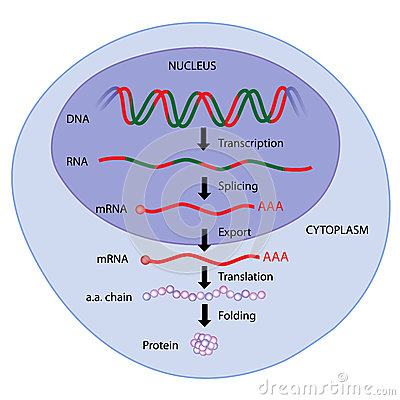 NUCLEUS
DNA
Transcription
RNA
Splicing
mRNA
AAA
Export
CYTOPLASM
mRNA
AAA
Translation
a.a. chain
Folding
Protein
dreamstime.com